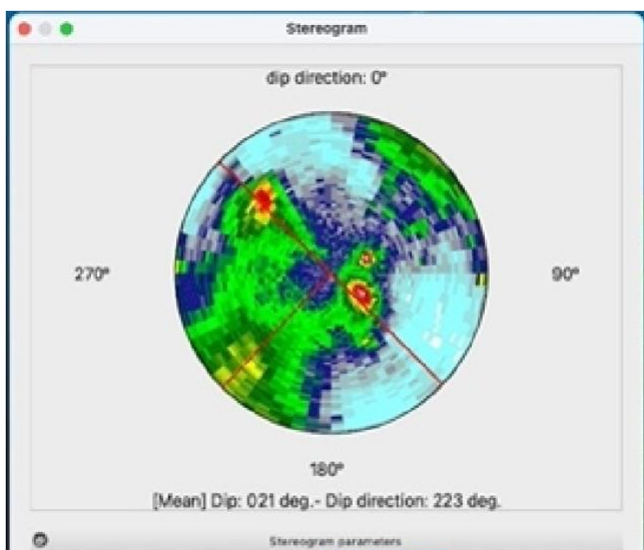 Stereogram
dip direction: 0°
270°
90°
180°
[Mean] Dip: 021 deg.- Dip direction: 223 deg.
Stereogram parameters